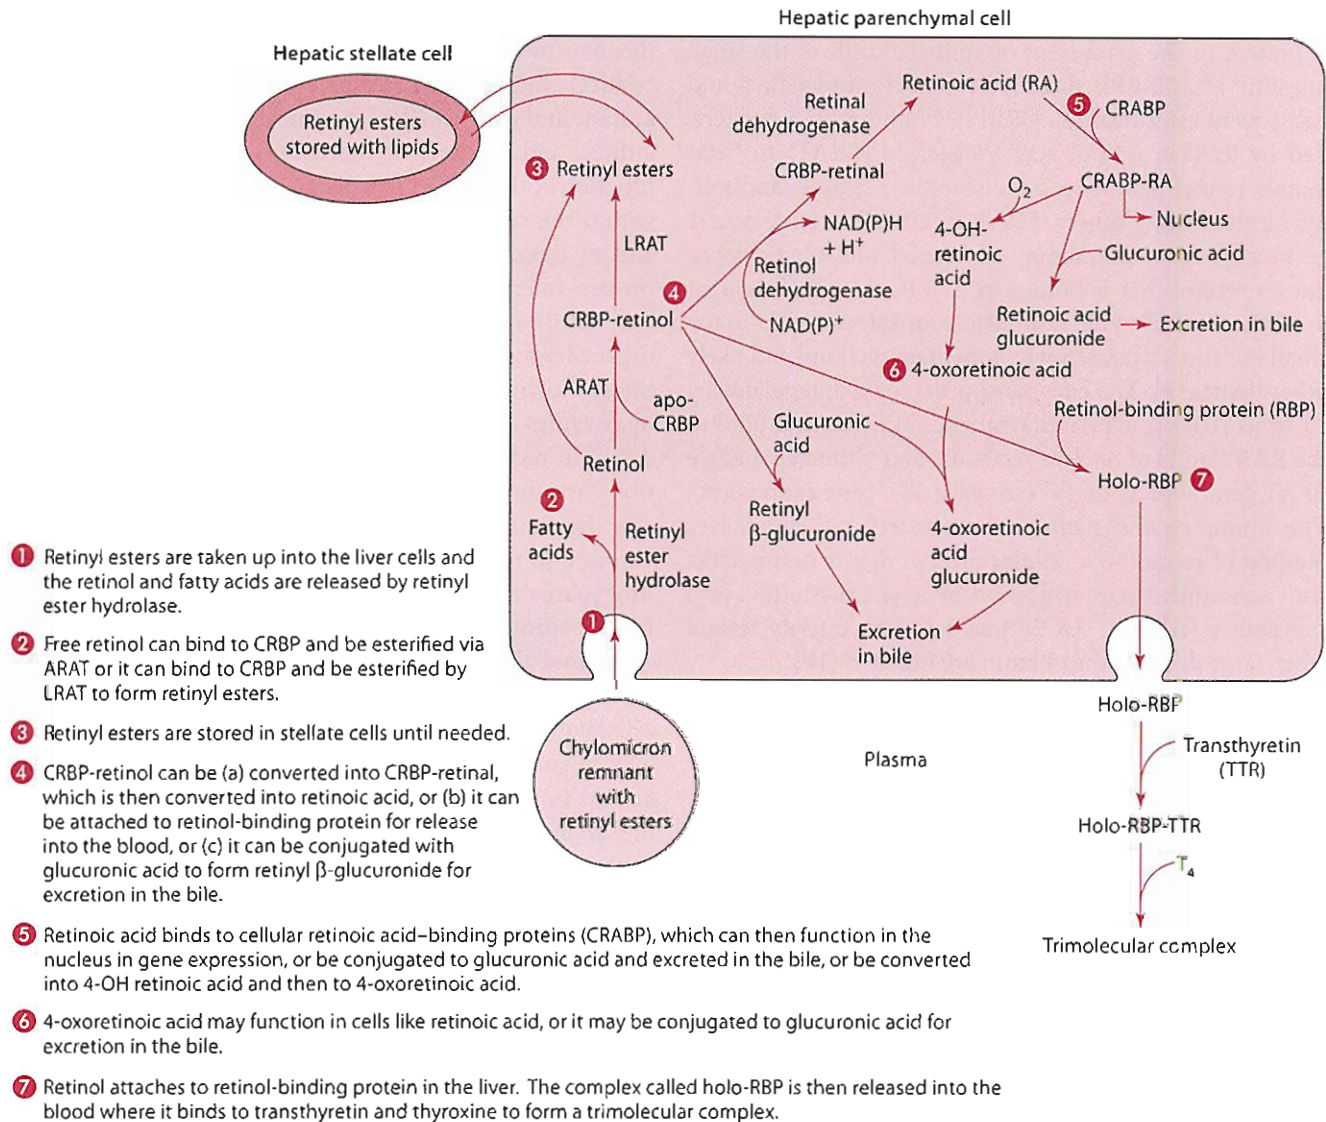 Hepatic parenchymal cell
Hepatic stellate cell
Retinyl esters
stored with lipids
3 Retinyl esters
LRAT
4
CRBP-retinol
ARAT
apo-
CRBP
Retinol
2
Fatty
acids
Retinyl
ester
hydrolase
1
Chylomicron
remnant
with
retinyl esters
Retinal
dehydrogenase
Retinoic acid (RA)
5
CRABP
CRBP-retinal
CRABP-RA
O2
Nucleus
NAD(P)H
+ H+
Retinol
dehydrogenase
NAD(P)+
4-OH-
retinoic
acid
Glucuronic acid
Retinoic acid
glucuronide
Excretion in bile
6 4-oxoretinoic acid
Glucuronic
acid
Retinol-binding protein (RBP)
Holo-RBP 7
Retinyl
β-glucuronide
4-oxoretinoic
acid
glucuronide
Excretion
in bile
Plasma
Holo-RBP
Transthyretin
(TTR)
Holo-RBP-TTR
T4
Trimolecular complex
1 Retinyl esters are taken up into the liver cells and
the retinol and fatty acids are released by retinyl
ester hydrolase.
2 Free retinol can bind to CRBP and be esterified via
ARAT or it can bind to CRBP and be esterified by
LRAT to form retinyl esters.
3 Retinyl esters are stored in stellate cells until needed.
4 CRBP-retinol can be (a) converted into CRBP-retinal,
which is then converted into retinoic acid, or (b) it can
be attached to retinol-binding protein for release
into the blood, or (c) it can be conjugated with
glucuronic acid to form retinyl β-glucuronide for
excretion in the bile.
5 Retinoic acid binds to cellular retinoic acid–binding proteins (CRABP), which can then function in the
nucleus in gene expression, or be conjugated to glucuronic acid and excreted in the bile, or be converted
into 4-OH retinoic acid and then to 4-oxoretinoic acid.
6 4-oxoretinoic acid may function in cells like retinoic acid, or it may be conjugated to glucuronic acid for
excretion in the bile.
7 Retinol attaches to retinol-binding protein in the liver. The complex called holo-RBP is then released into the
blood where it binds to transthyretin and thyroxine to form a trimolecular complex.